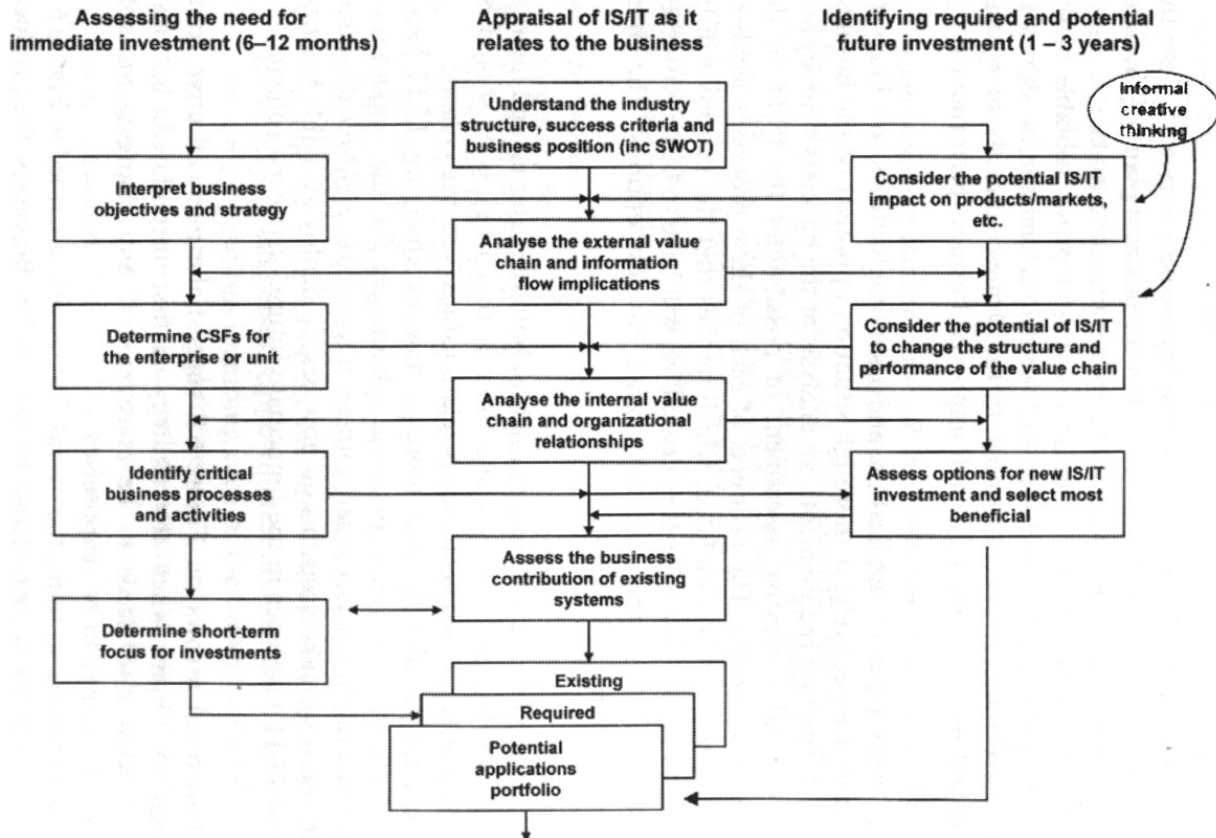 Assessing the need for
immediate investment (6–12 months)
Appraisal of IS/IT as it
relates to the business
Identifying required and potential
future investment (1 – 3 years)
informal
creative
thinking
Understand the industry
structure, success criteria and
business position (inc SWOT)
Interpret business
objectives and strategy
Consider the potential IS/IT
impact on products/markets,
etc.
Analyse the external value
chain and information
flow implications
Determine CSFs for
the enterprise or unit
Consider the potential of IS/IT
to change the structure and
performance of the value chain
Analyse the internal value
chain and organizational
relationships
Identify critical
business processes
and activities
Assess options for new IS/IT
investment and select most
beneficial
Assess the business
contribution of existing
systems
Determine short-term
focus for investments
Existing
Required
Potential
applications
portfolio